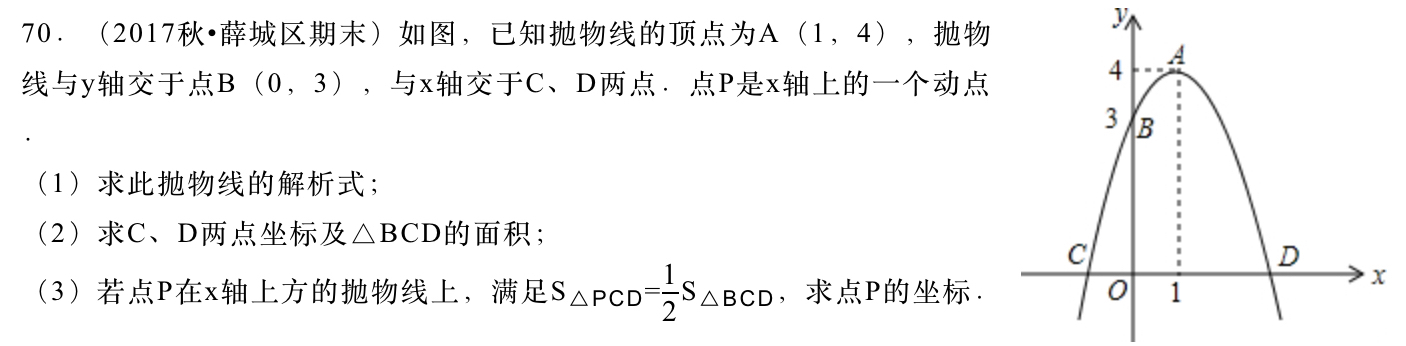 70．（2017秋•薛城区期末）如图，已知抛物线的顶点为A（1，4），抛物
线与y轴交于点B（0，3），与x轴交于C、D两点．点P是x轴上的一个动点
．
（1）求此抛物线的解析式；
（2）求C、D两点坐标及△BCD的面积；
（3）若点P在x轴上方的抛物线上，满足S△PCD=1/2S△BCD，求点P的坐标．
y
A
4
3
B
C
D
O
1
x